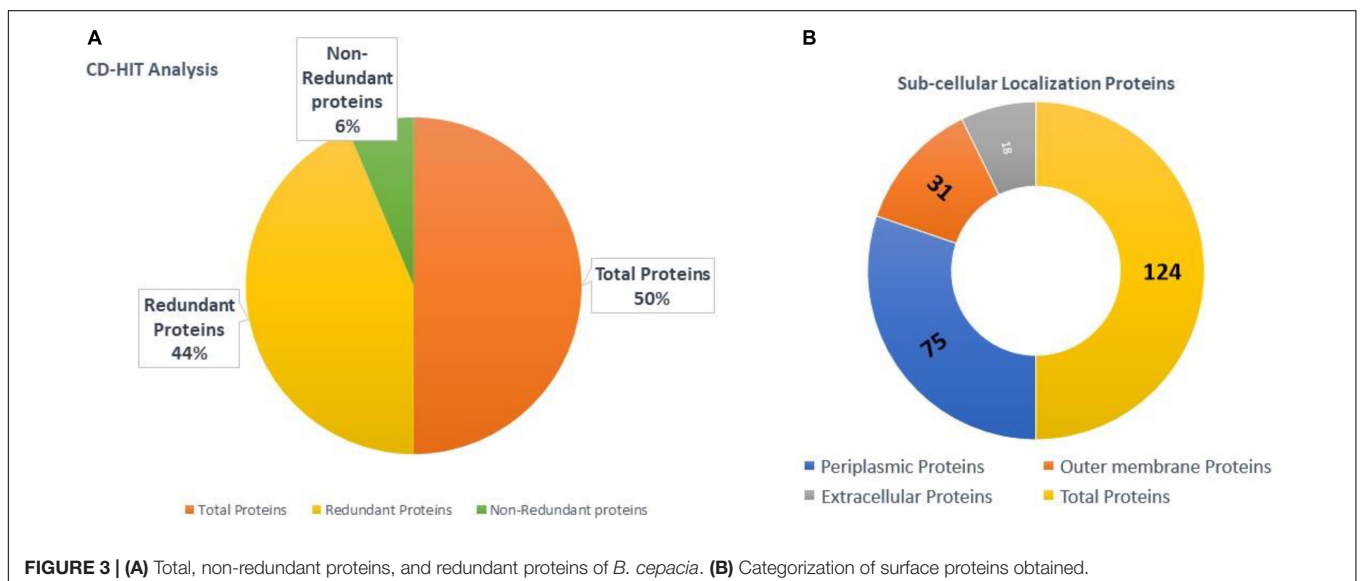 A
CD-HIT Analysis
Non-
Redundant
proteins
6%
Total Proteins
50%
Redundant
Proteins
44%
Total Proteins
Redundant Proteins
Non-Redundant proteins
B
Sub-cellular Localization Proteins
18
31
124
75
Periplasmic Proteins
Outer membrane Proteins
Extracellular Proteins
Total Proteins
FIGURE 3 | (A) Total, non-redundant proteins, and redundant proteins of B. cepacia. (B) Categorization of surface proteins obtained.